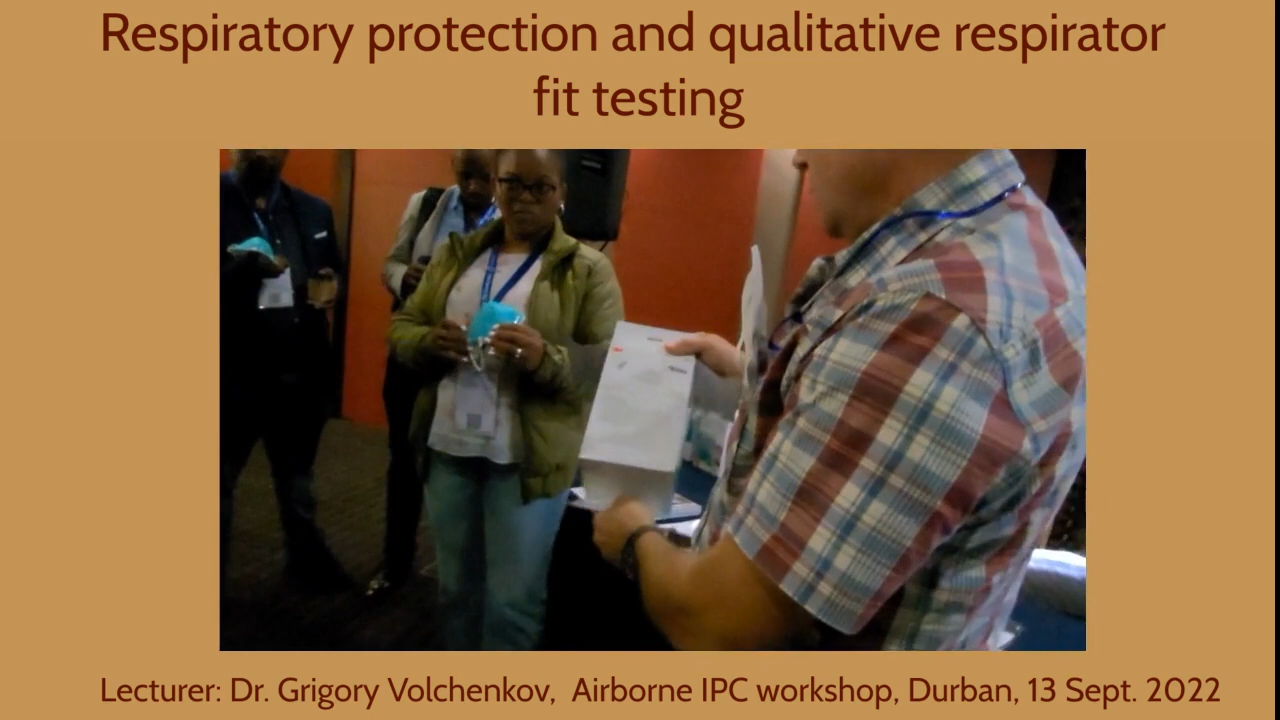 Respiratory protection and qualitative respirator
fit testing
Lecturer: Dr. Grigory Volchenkov,  Airborne IPC workshop, Durban, 13 Sept. 2022